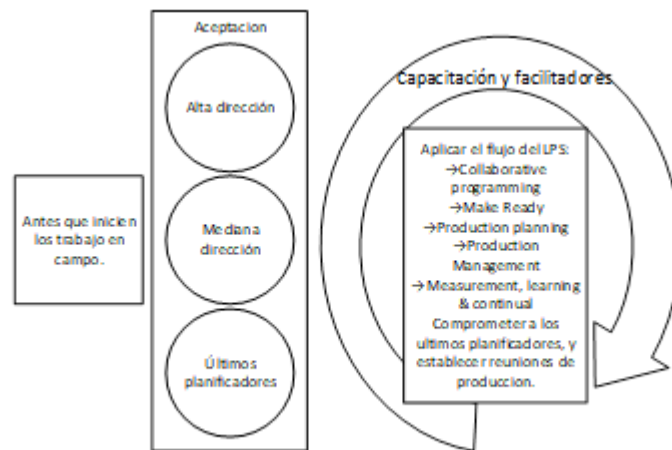 Aceptacion
Alta dirección
Mediana
dirección
Últimos
planificadores
Antes que inicien
los trabajo en
campo.
Capacitación y facilitadores
Aplicar el flujo del LPS:
→Collaborative
programming
→Make Ready
→Production planning
→Production
Management
→Measurement, learning
& continual
Comprometer a los
ultimos planificadores, y
establecer reuniones de
produccion.